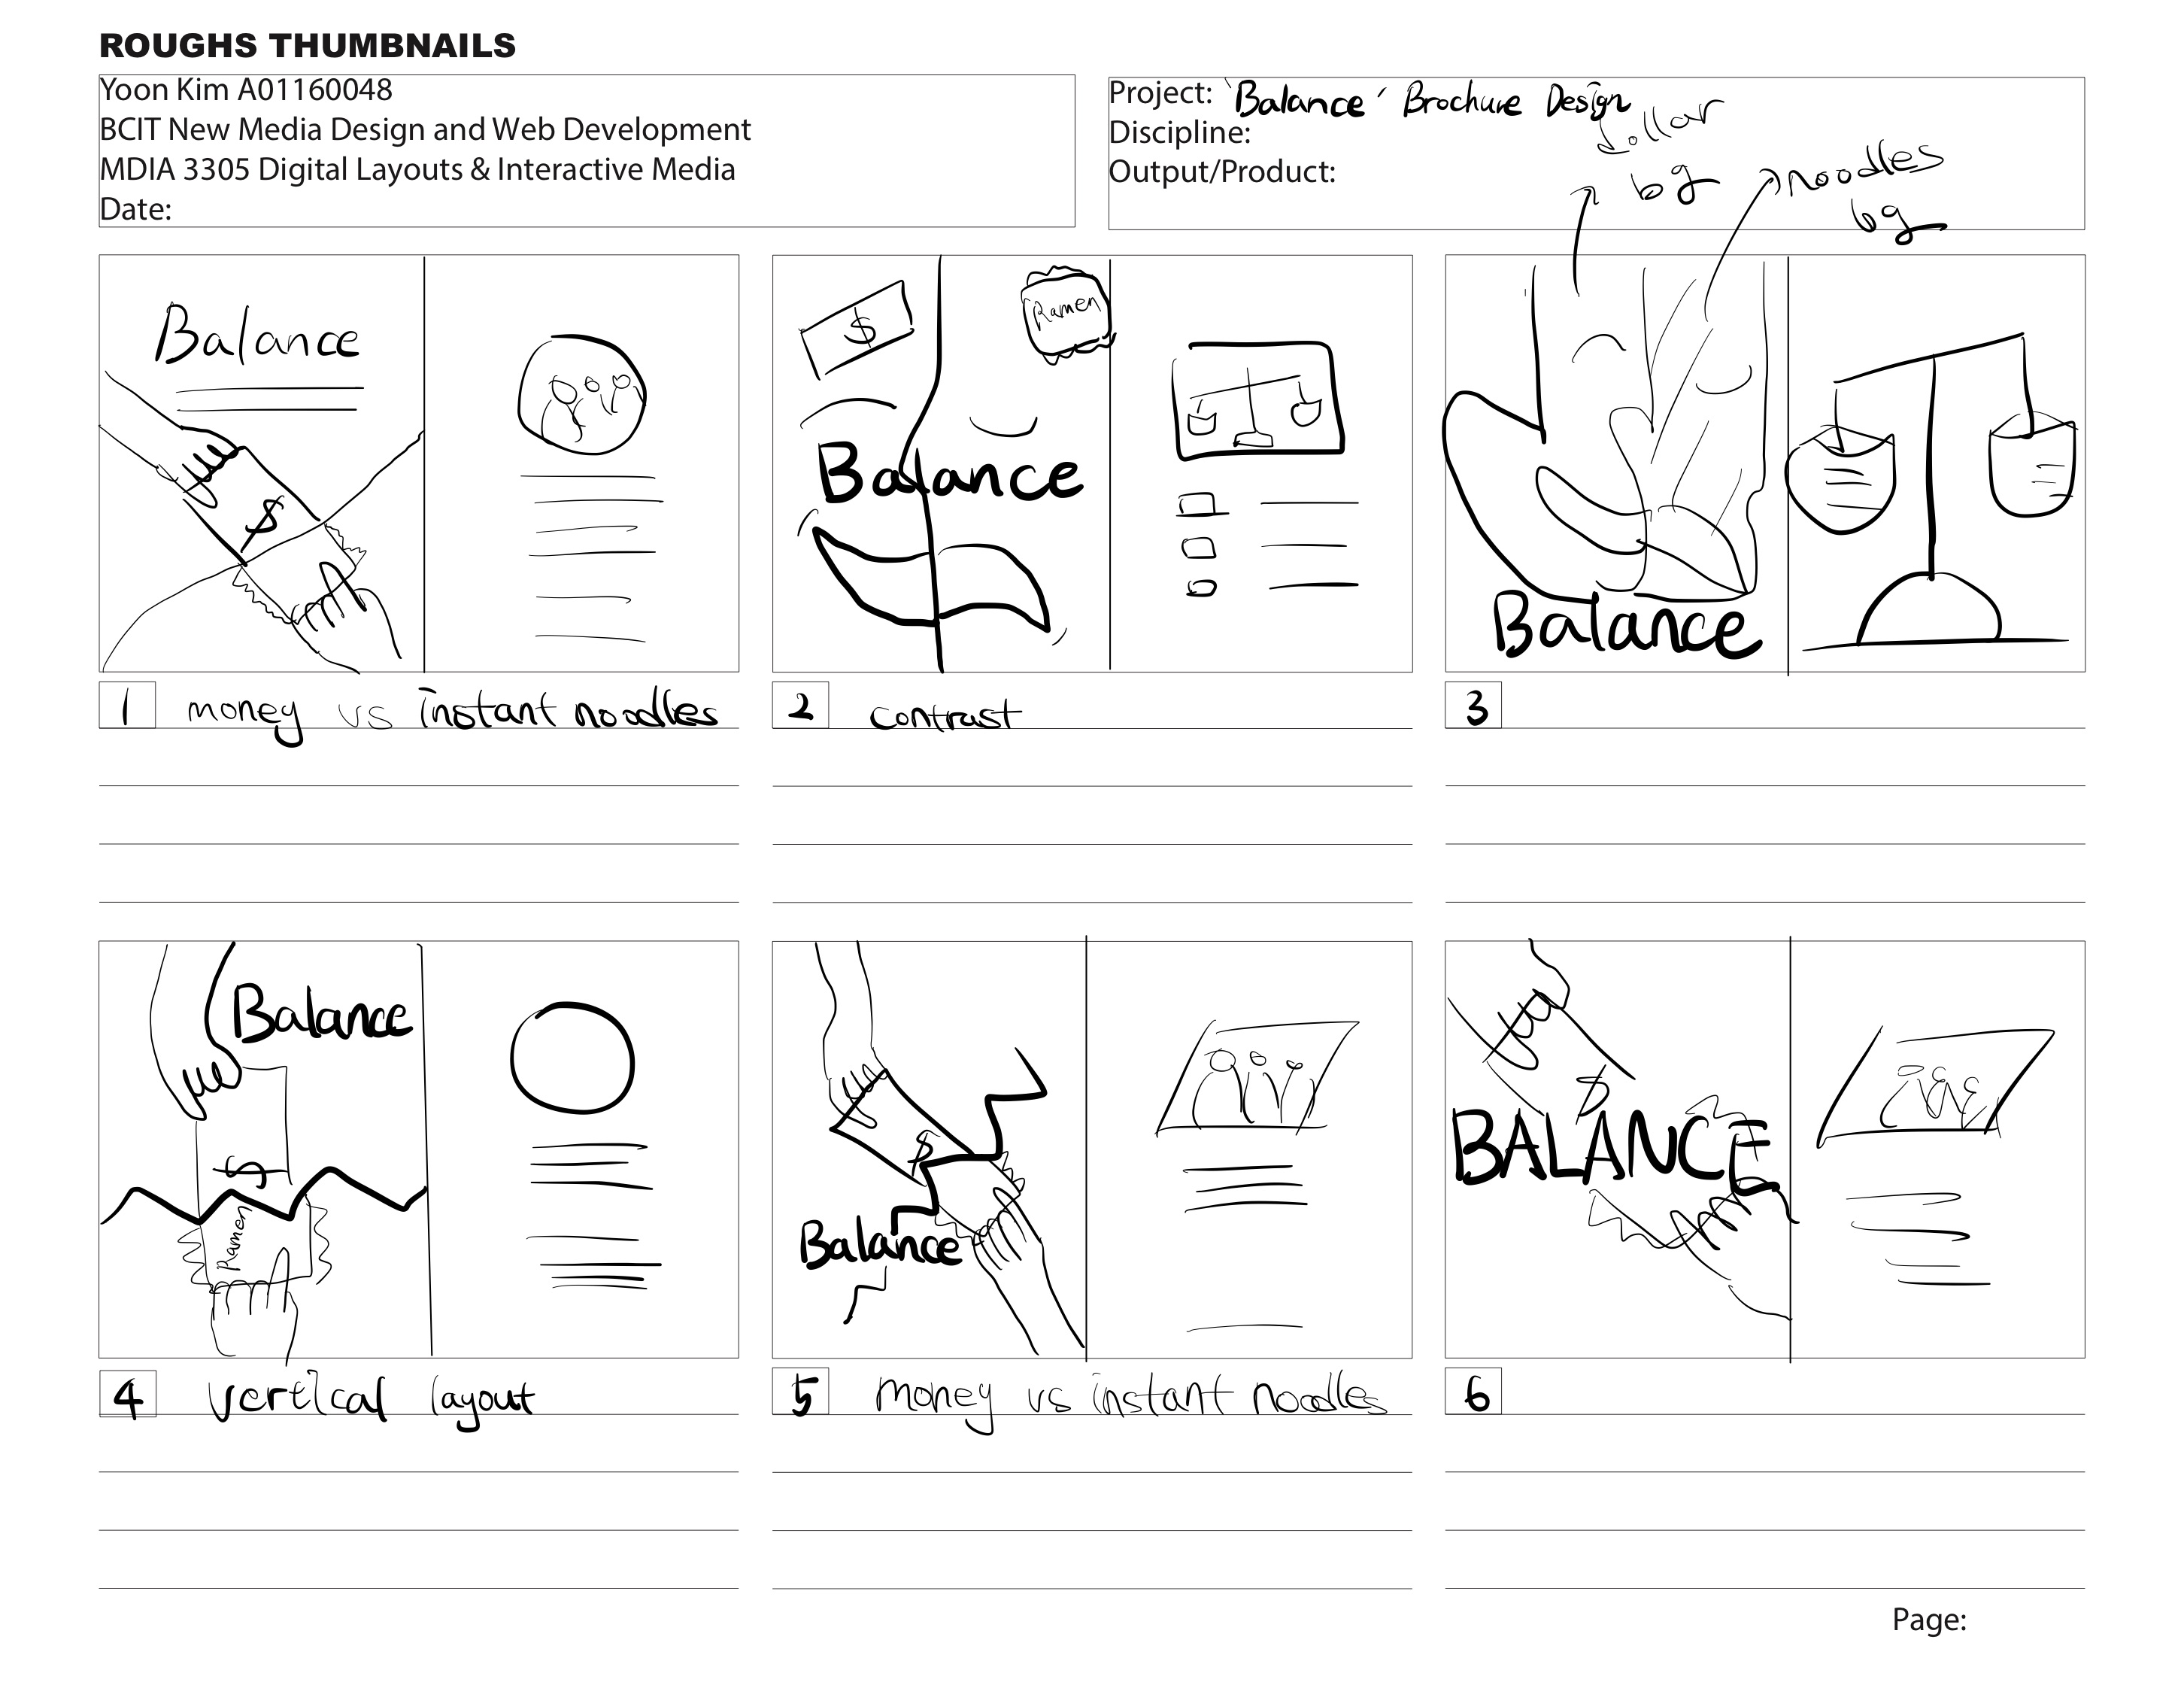 ROUGHS THUMBNAILS
Yoon Kim A01160048
BCIT New Media Design and Web Development
MDIA 3305 Digital Layouts & Interactive Media
Date:
Project: 'Balance' Brochure Design
Discipline:
Output/Product:
dollar
bg
noodles
bg
Balance
$
$
Ramen
Balance
Balance
1 money vs instant noodles
2 contrast
3
Balance
$
Ramen
$
Balance
$
BALANCE
4 vertical layout
5 money vs instant noodles
6
Page: